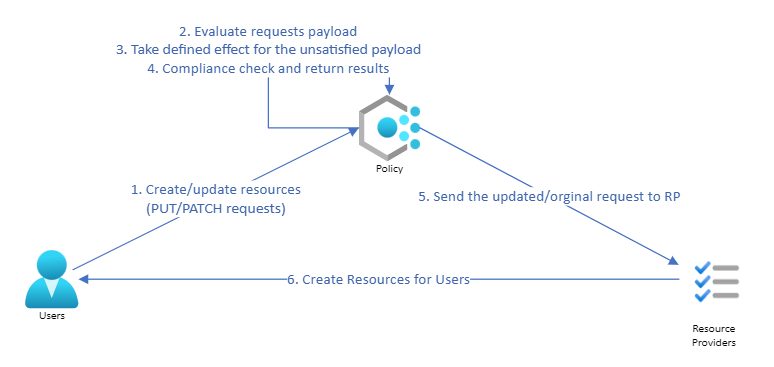 2. Evaluate requests payload
3. Take defined effect for the unsatisfied payload
4. Compliance check and return results
Policy
1. Create/update resources
(PUT/PATCH requests)
5. Send the updated/orginal request to RP
6. Create Resources for Users
Users
Resource
Providers